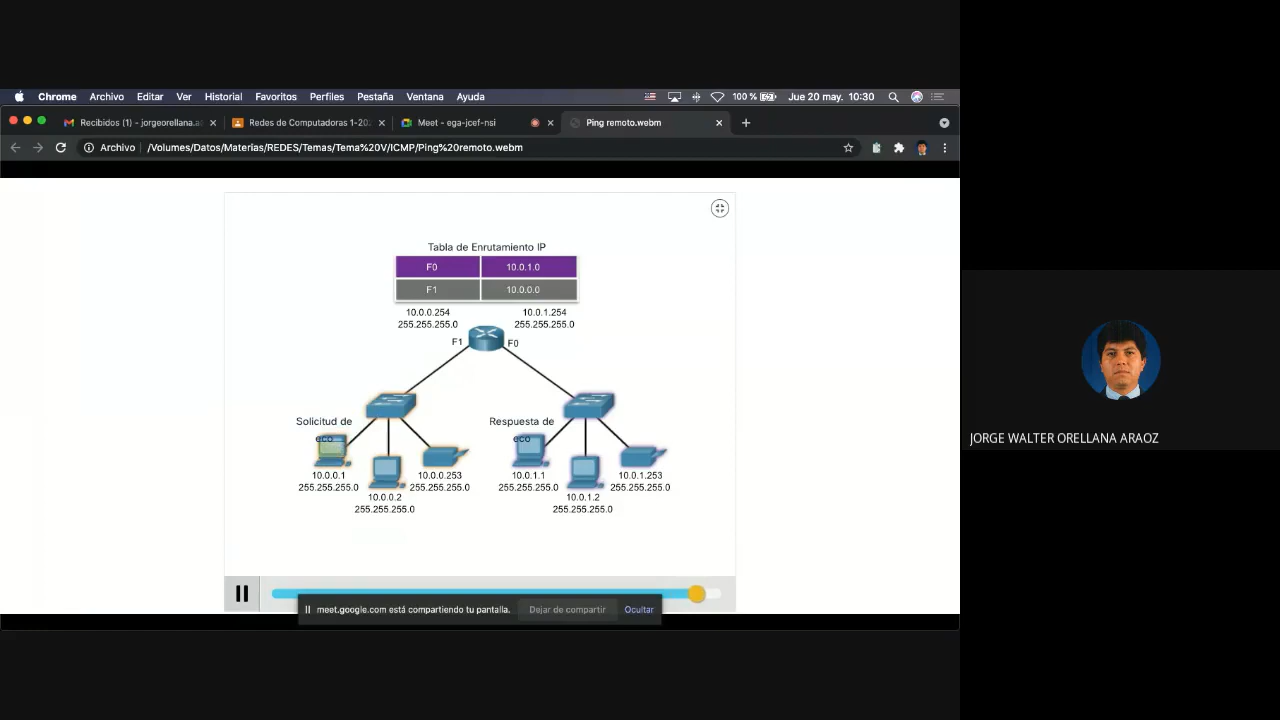 Chrome Archivo Editar Ver Historial Favoritos Perfiles Pestaña Ventana Ayuda 100 % Jue 20 may. 10:30
Recibidos (1) - jorgeorellana.a
Redes de Computadoras 1-20
Meet - ega-jcef-nsi
Ping remoto.webm
Archivo /Volumes/Datos/Materias/REDES/Temas/Tema%20V/ICMP/Ping%20remoto.webm
Tabla de Enrutamiento IP
F0 10.0.1.0
F1 10.0.0.0
10.0.0.254 10.0.1.254
255.255.255.0 255.255.255.0
F1 F0
Solicitud de
eco
Respuesta de
eco
10.0.0.1
255.255.255.0
10.0.0.2
255.255.255.0
10.0.0.253
255.255.255.0
10.0.1.1
255.255.255.0
10.0.1.2
255.255.255.0
10.0.1.253
255.255.255.0
meet.google.com está compartiendo tu pantalla. Dejar de compartir Ocultar
JORGE WALTER ORELLANA ARAOZ